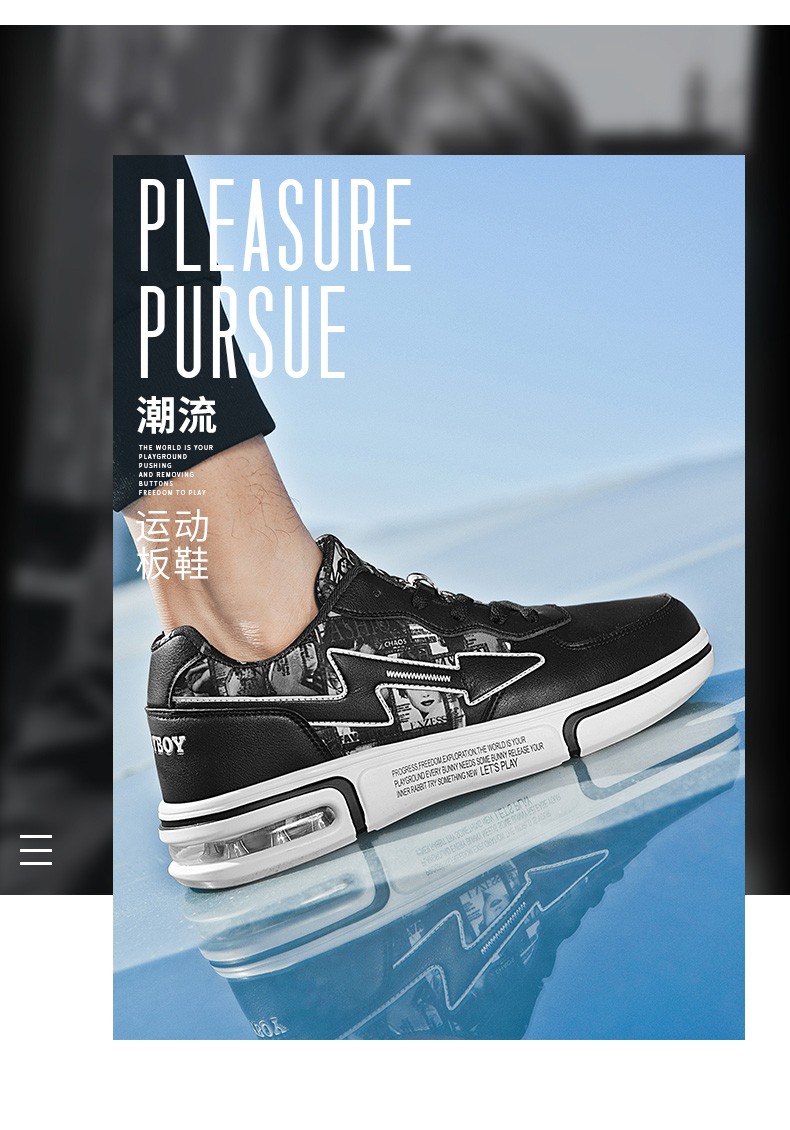 PLEASURE
PURSUE
潮流
THE WORLD IS YOUR
PLAYGROUND
PUSHING
AND REMOVING
BUTTONS
FREEDOM TO PLAY
运动
板鞋
CHAOS
BOY
PROGRESS.FREEDOM.EXPLORATION.THE WORLD IS YOUR
PLAYGROUND EVERY BUNNY NEEDS SOME BUNNY RELEASE YOUR
INNER RABBIT TRY SOMETHING NEW LET'S PLAY